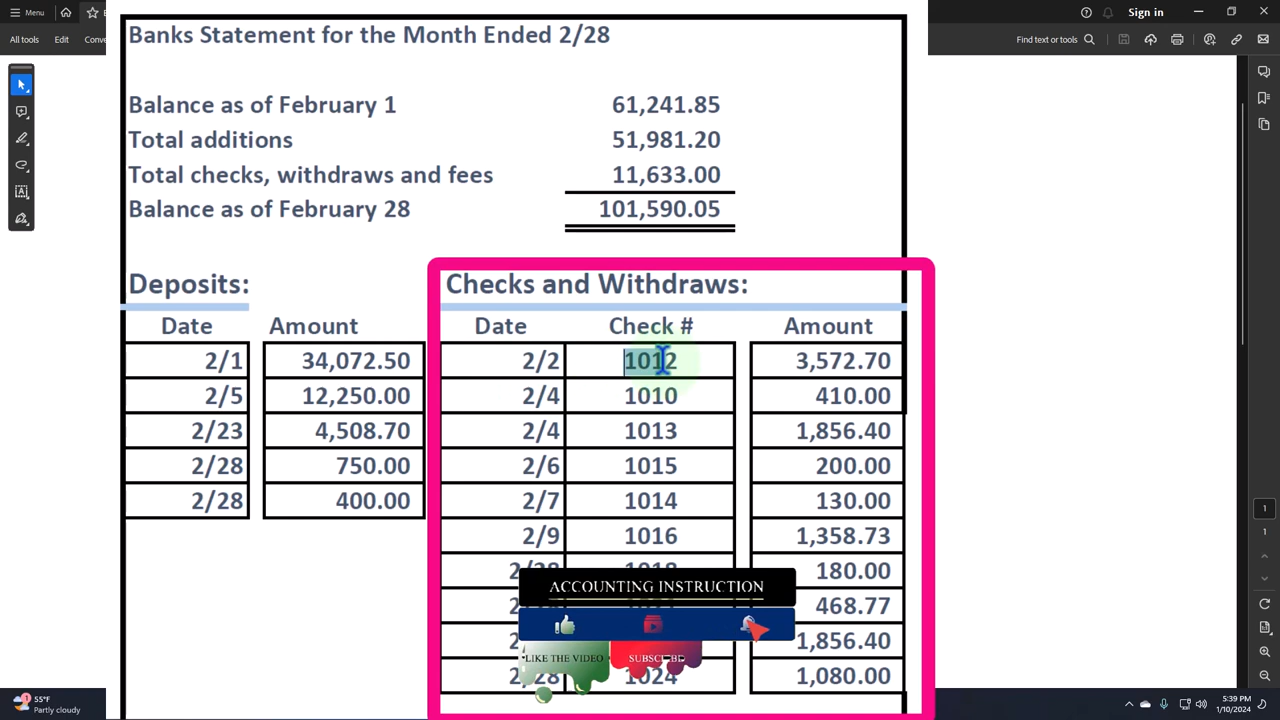 Menu
Sign in
All tools Edit
Find text or tools
Banks Statement for the Month Ended 2/28
Balance as of February 1 61,241.85
Total additions 51,981.20
Total checks, withdraws and fees 11,633.00
Balance as of February 28 101,590.05
Deposits: Checks and Withdraws:
Date Amount Date Check # Amount
2/1 34,072.50 2/2 1012 3,572.70
2/5 12,250.00 2/4 1010 410.00
2/23 4,508.70 2/4 1013 1,856.40
2/28 750.00 2/6 1015 200.00
2/28 400.00 2/7 1014 130.00
2/9 1016 1,358.73
180.00
ACCOUNTING INSTRUCTION
468.77
1,856.40
LIKE THE VIDEO SUBSCRIBE
1024 1,080.00
1
1
1
55°F
Partly cloudy
5:39 PM
1/10/2024